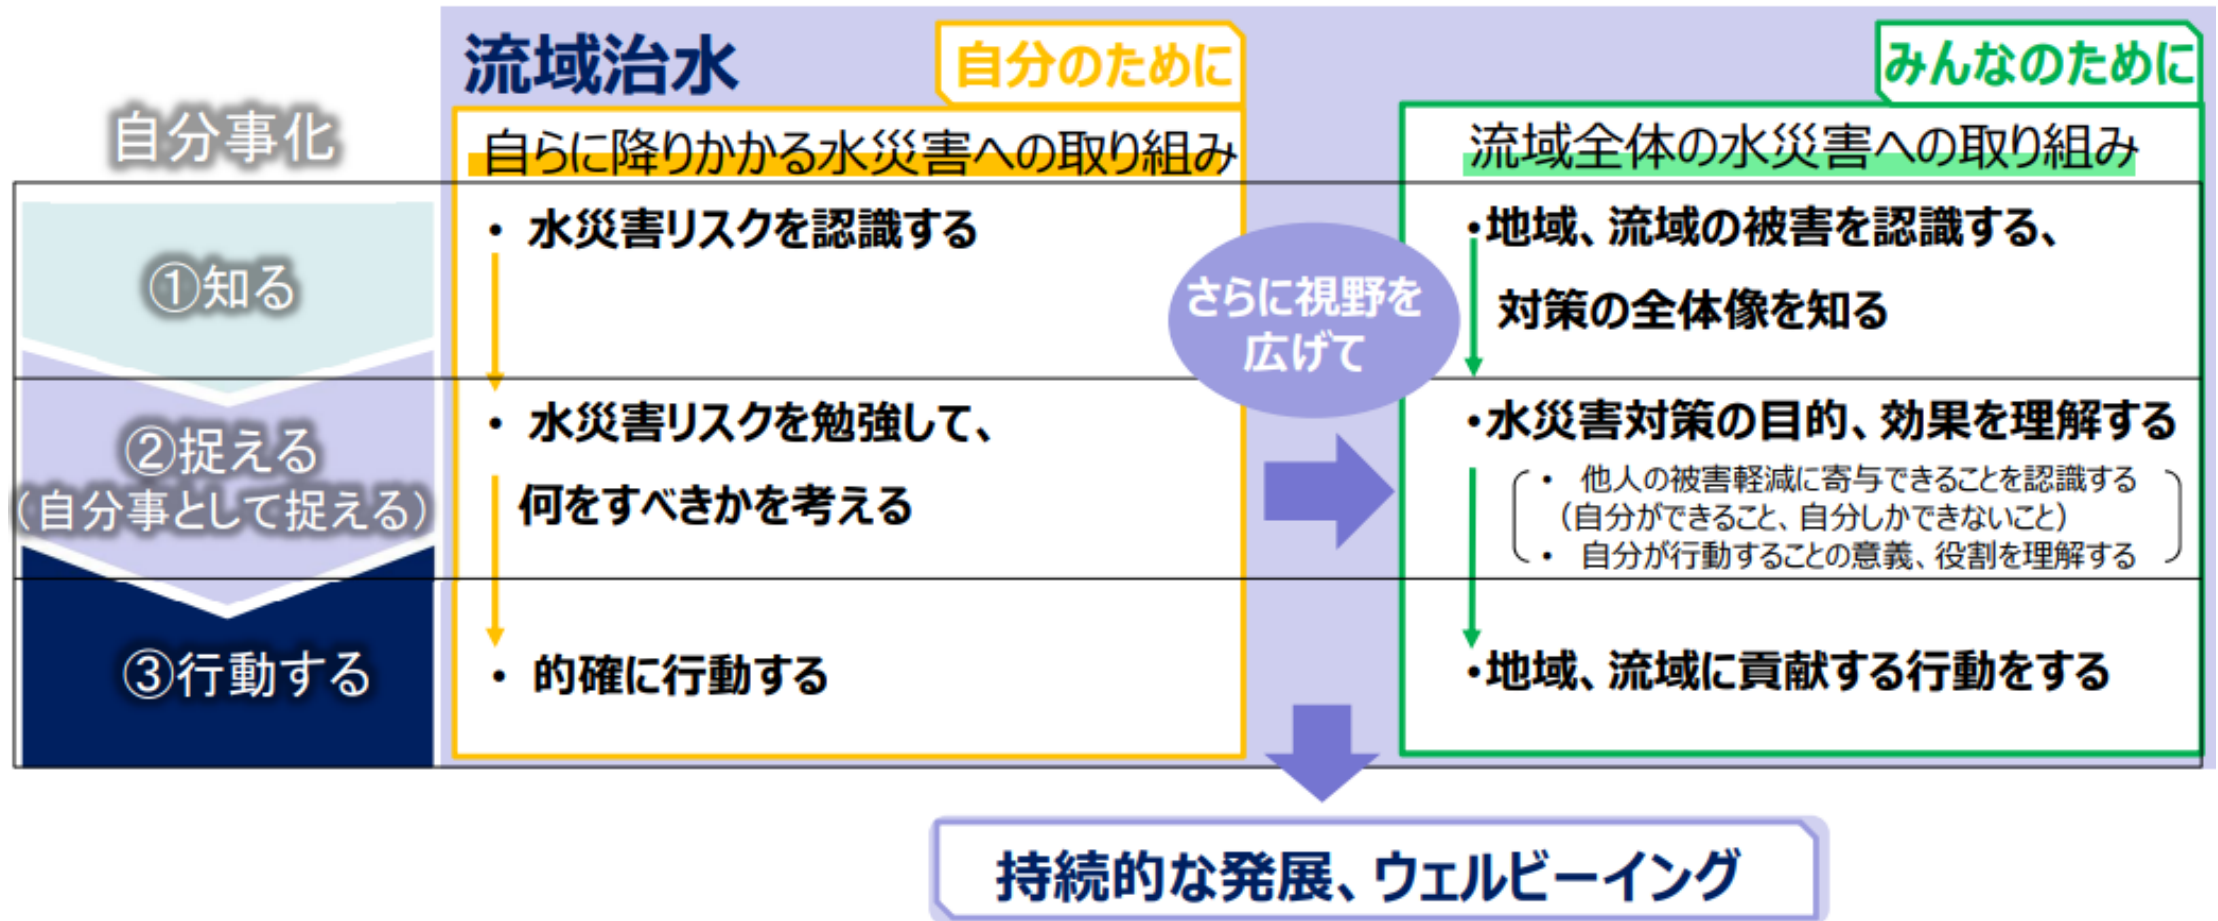 流域治水
自分のために
みんなのために
自分事化
自らに降りかかる水災害への取り組み
流域全体の水災害への取り組み
①知る
・ 水災害リスクを認識する
さらに視野を
広げて
・地域、流域の被害を認識する、
対策の全体像を知る
②捉える
（自分事として捉える）
・ 水災害リスクを勉強して、
何をすべきかを考える
・水災害対策の目的、効果を理解する
・ 他人の被害軽減に寄与できることを認識する
（自分ができること、自分しかできないこと）
・ 自分が行動することの意義、役割を理解する
③行動する
・ 的確に行動する
・地域、流域に貢献する行動をする
持続的な発展、ウェルビーイング